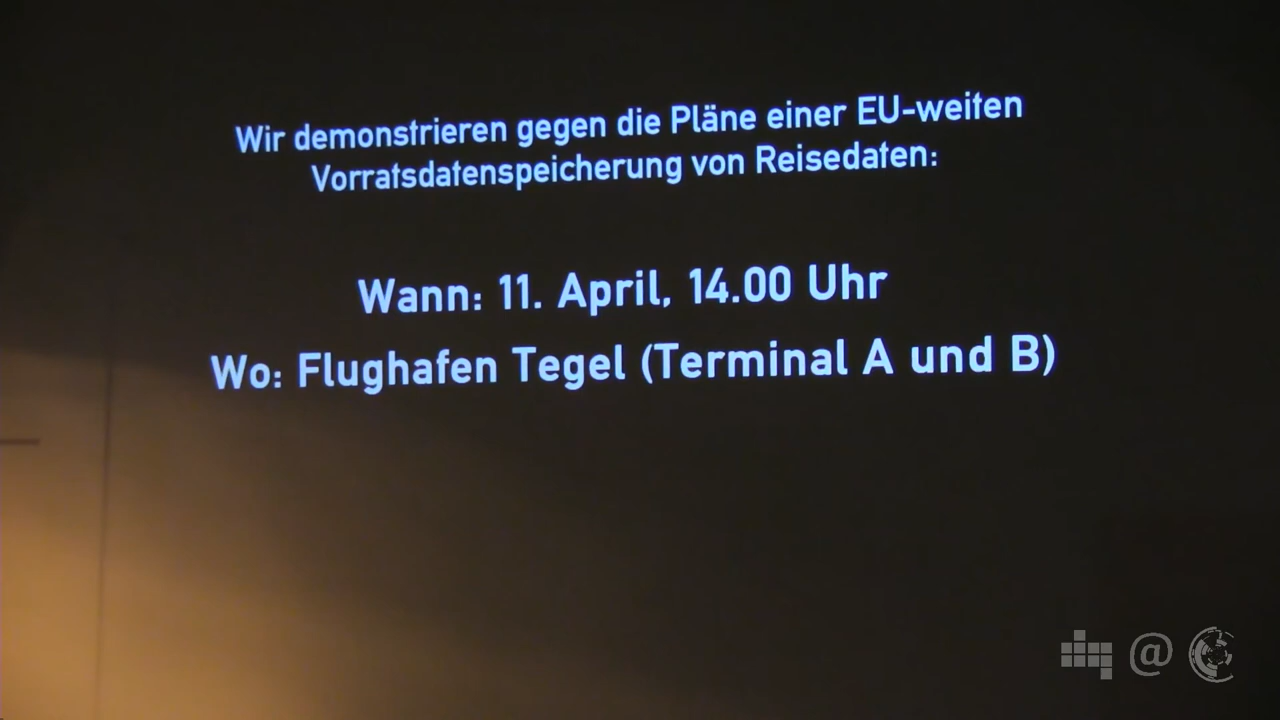 Wir demonstrieren gegen die Pläne einer EU-weiten
Vorratsdatenspeicherung von Reisedaten:
Wann: 11. April, 14.00 Uhr
Wo: Flughafen Tegel (Terminal A und B)
@